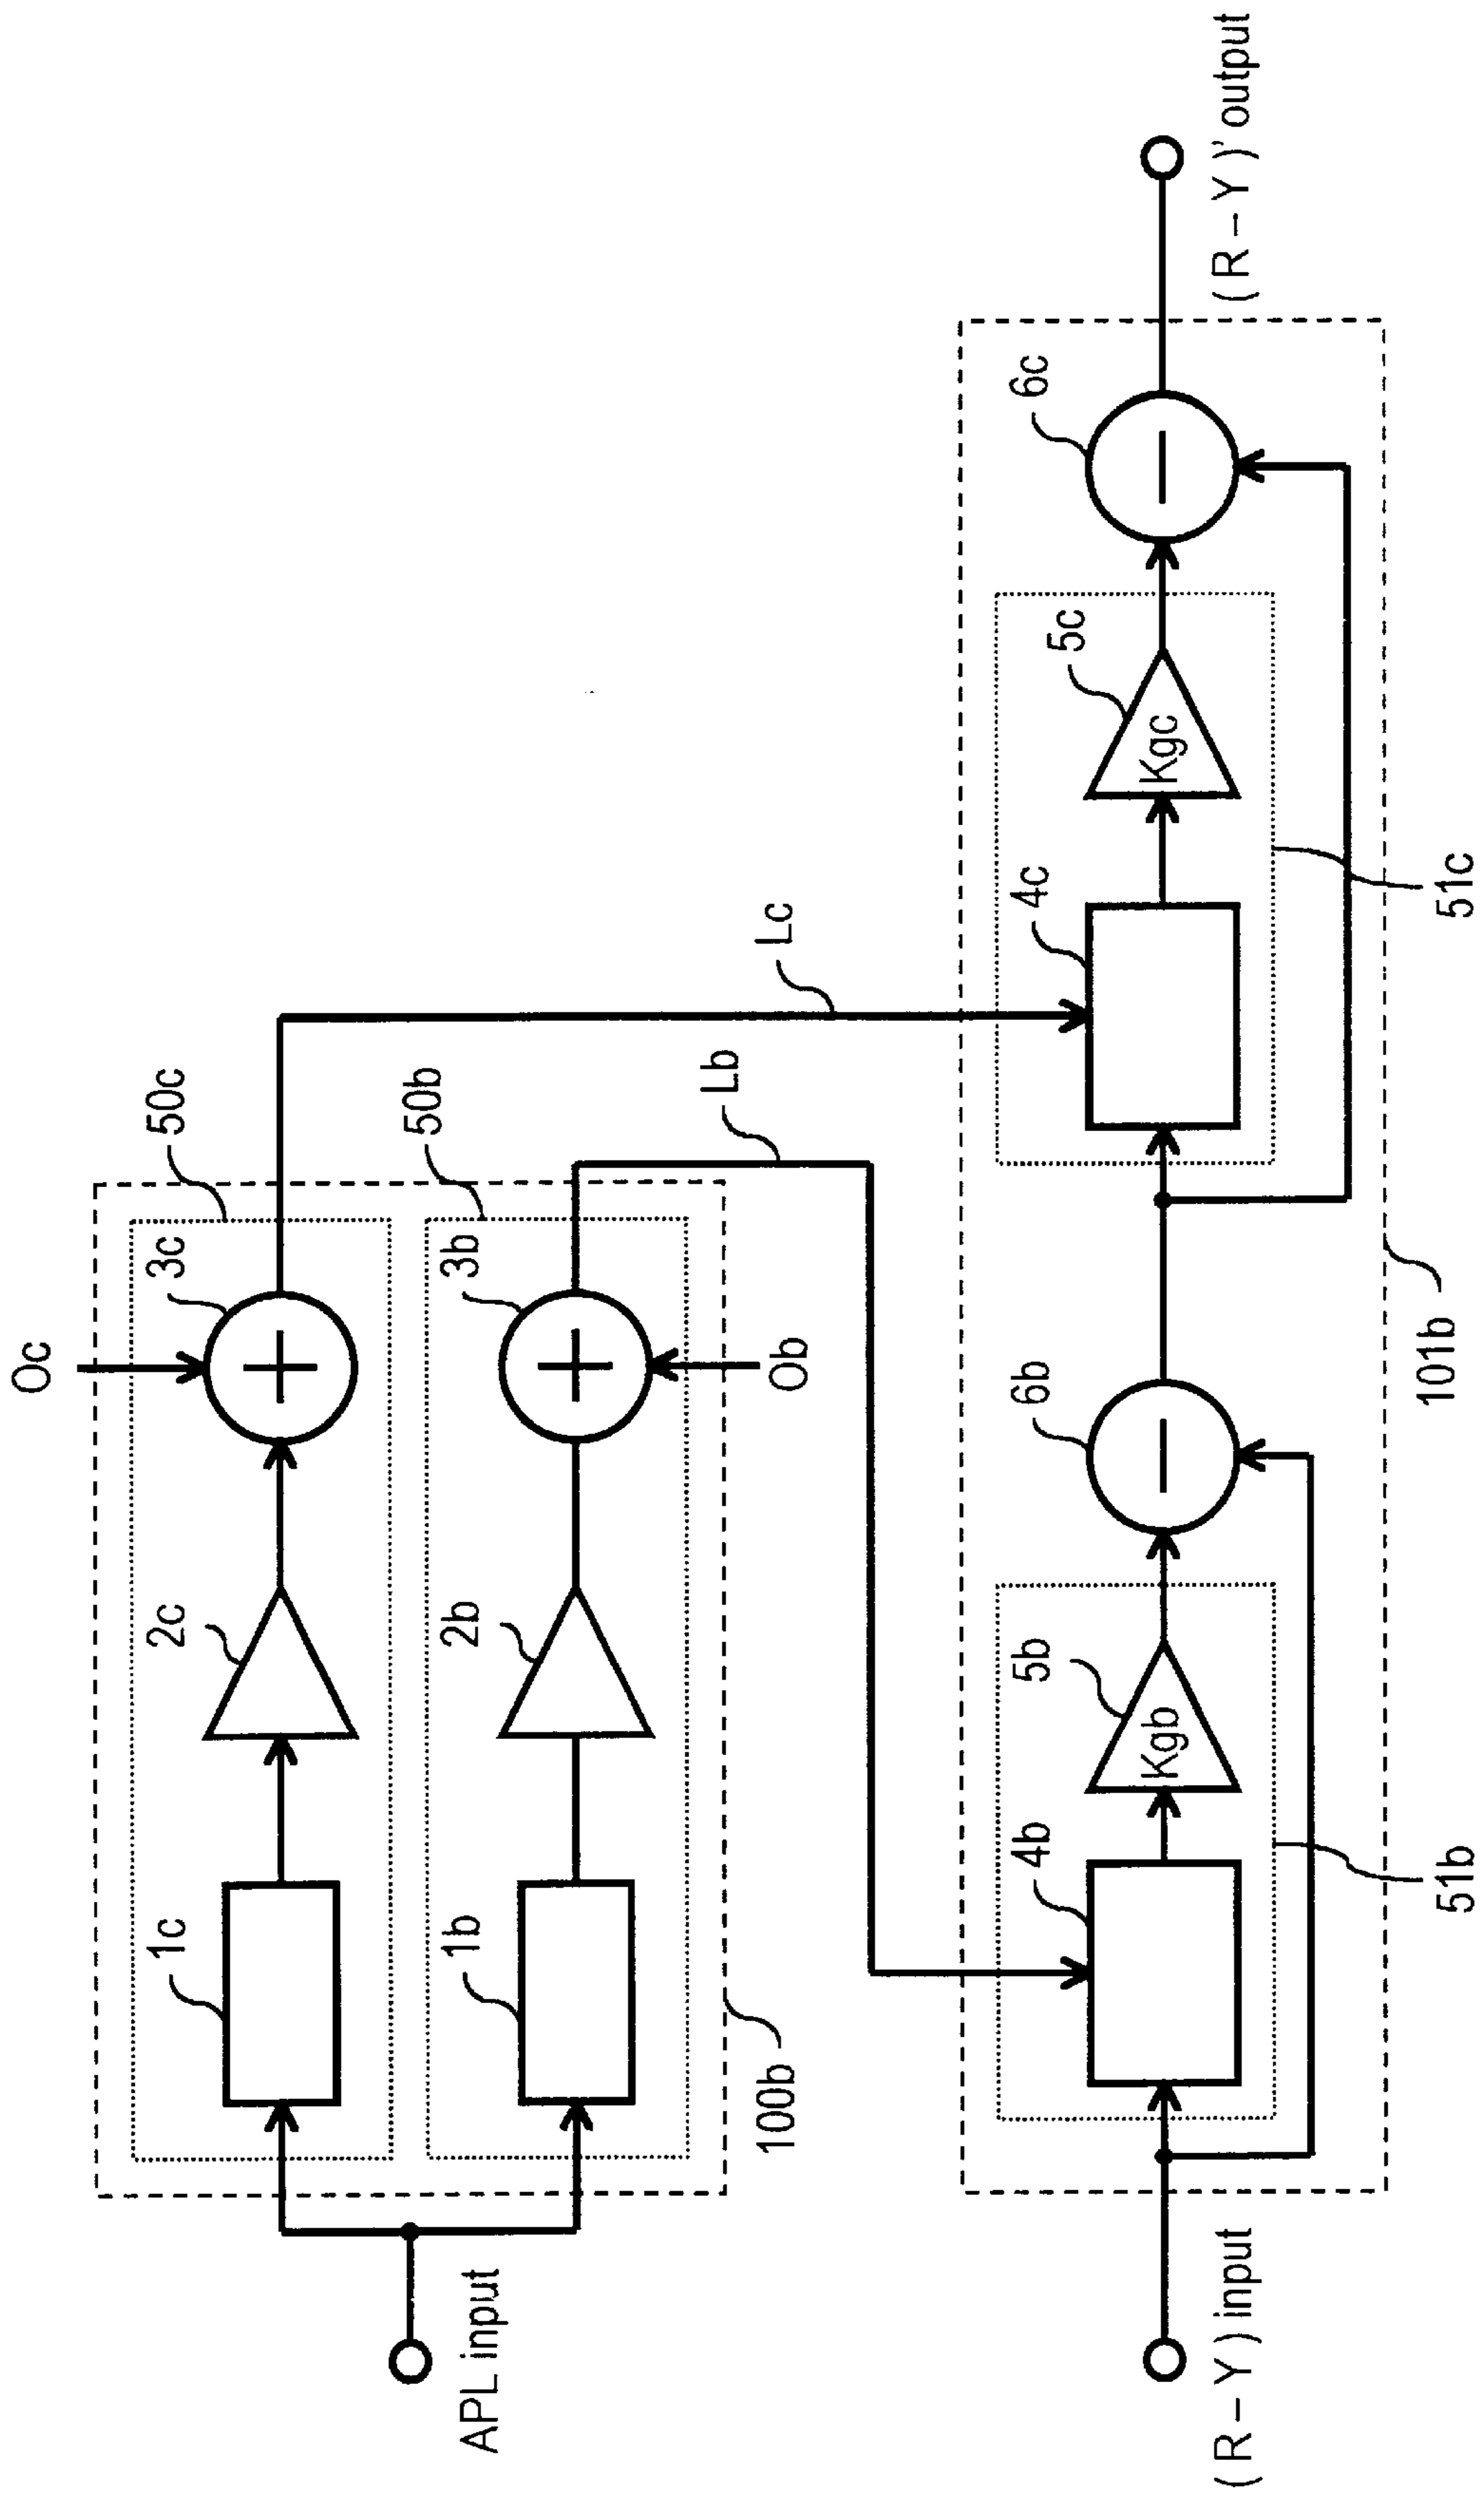 Oc
3c
50c
2c
1c
APL input
3b
50b
2b
1b
Ob
100b
Lb
Lc
(R−Y) input
4b
5b
Kgb
6b
51b
4c
5c
Kgc
6c
51c
101b
(R−Y)' output